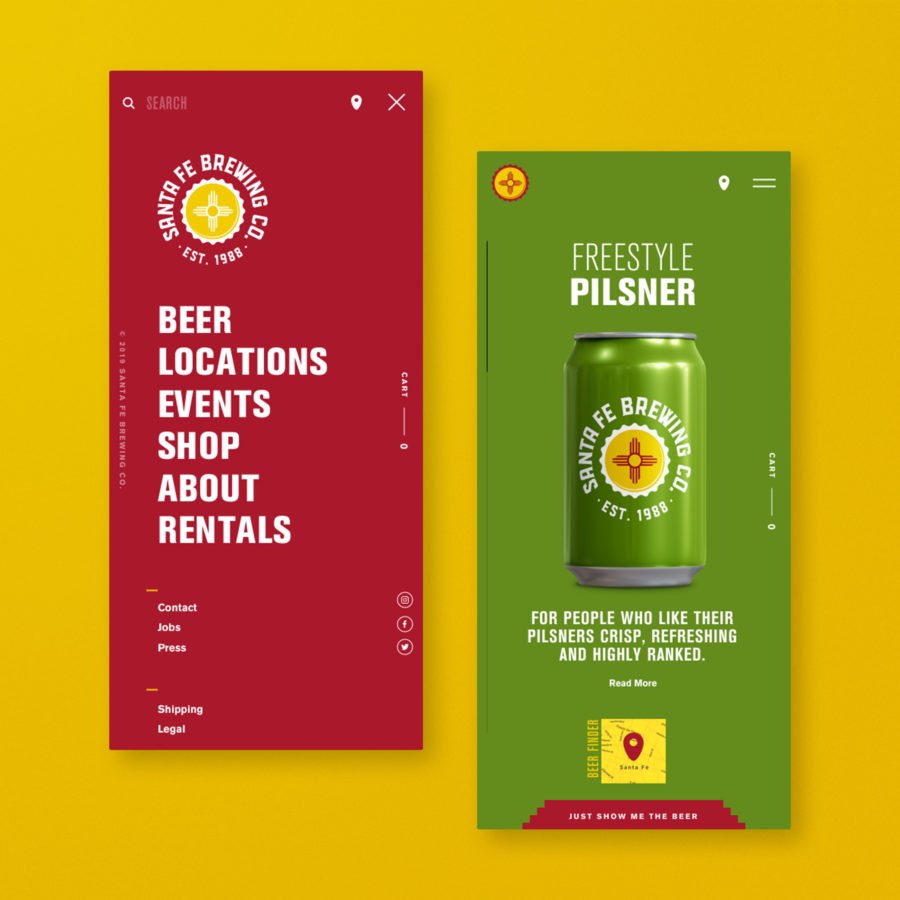 SEARCH
SANTA FE BREWING CO.
· EST. 1988 ·
BEER
LOCATIONS
EVENTS
SHOP
ABOUT
RENTALS
© 2019 SANTA FE BREWING CO.
CART 0
Contact
Jobs
Press
Shipping
Legal
FREESTYLE
PILSNER
SANTA FE BREWING CO.
· EST. 1988 ·
CART 0
FOR PEOPLE WHO LIKE THEIR
PILSNERS CRISP, REFRESHING
AND HIGHLY RANKED.
Read More
BEER FINDER
Santa Fe
JUST SHOW ME THE BEER